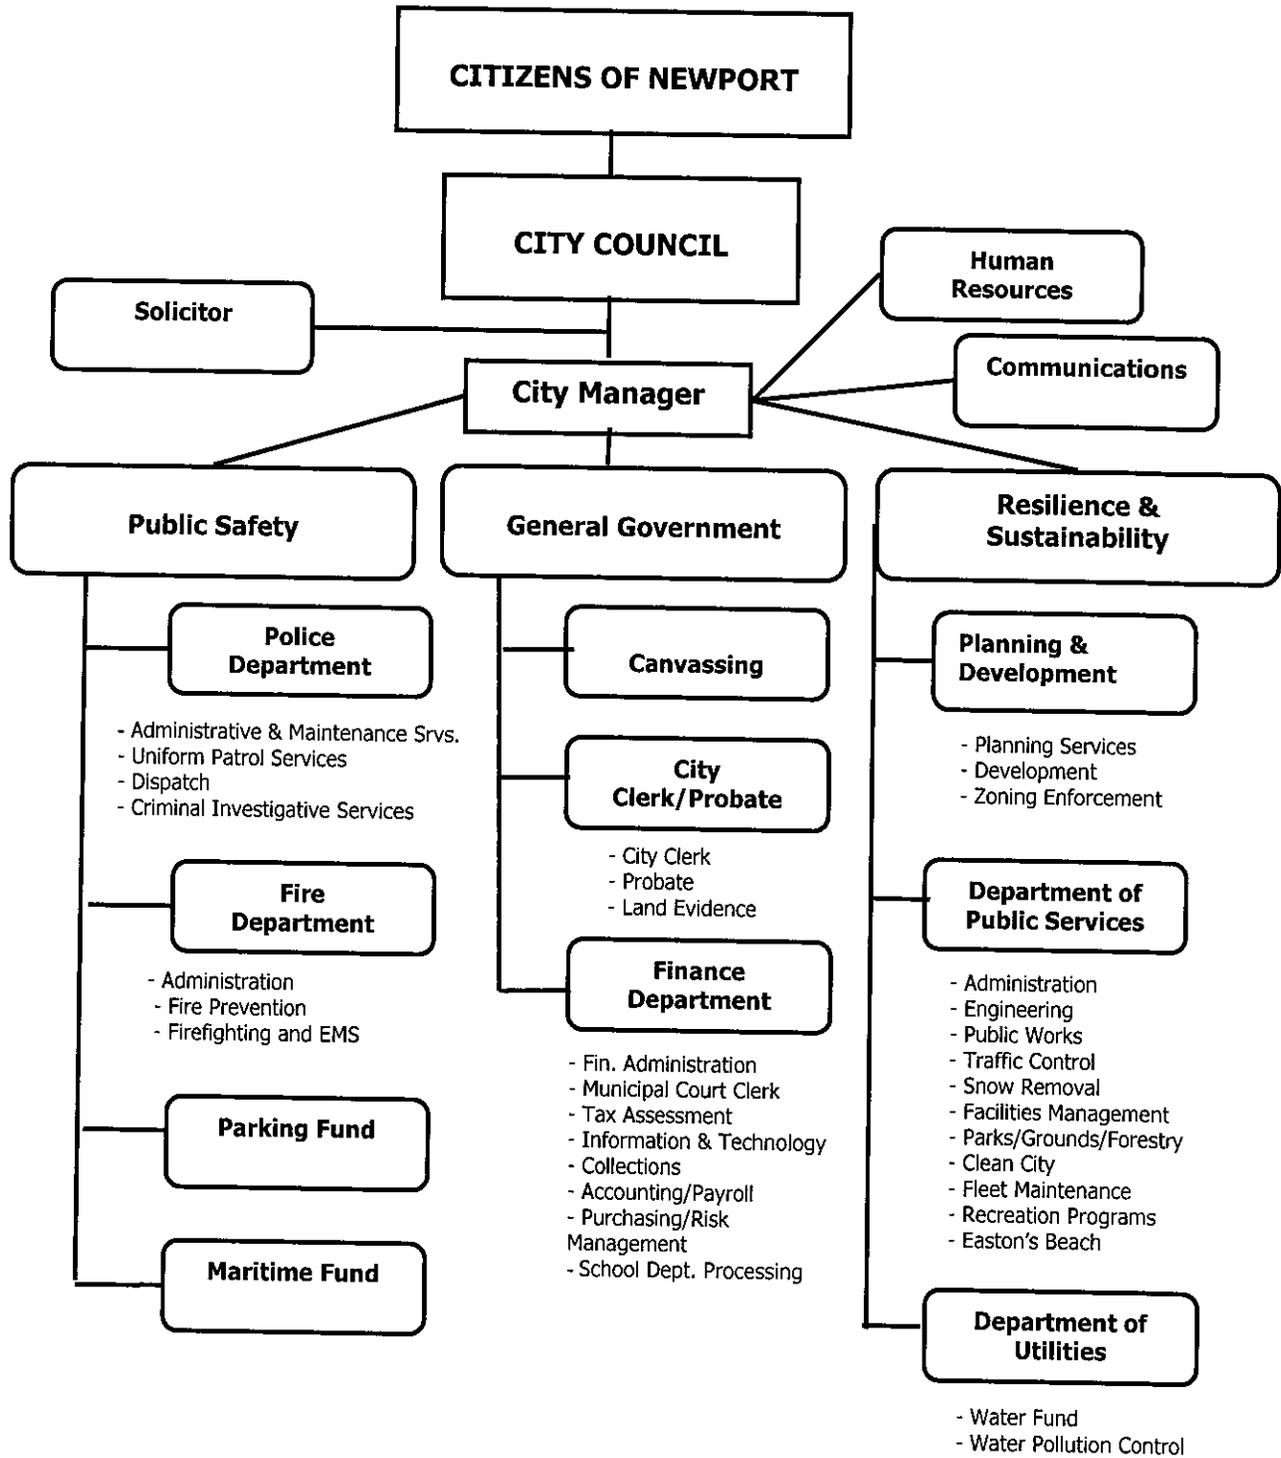 CITIZENS OF NEWPORT
CITY COUNCIL
Solicitor
Human
Resources
Communications
City Manager
Public Safety
Police
Department
- Administrative & Maintenance Srvs.
- Uniform Patrol Services
- Dispatch
- Criminal Investigative Services
Fire
Department
- Administration
- Fire Prevention
- Firefighting and EMS
Parking Fund
Maritime Fund
General Government
Canvassing
City
Clerk/Probate
- City Clerk
- Probate
- Land Evidence
Finance
Department
- Fin. Administration
- Municipal Court Clerk
- Tax Assessment
- Information & Technology
- Collections
- Accounting/Payroll
- Purchasing/Risk
Management
- School Dept. Processing
Resilience &
Sustainability
Planning &
Development
- Planning Services
- Development
- Zoning Enforcement
Department of
Public Services
- Administration
- Engineering
- Public Works
- Traffic Control
- Snow Removal
- Facilities Management
- Parks/Grounds/Forestry
- Clean City
- Fleet Maintenance
- Recreation Programs
- Easton's Beach
Department of
Utilities
- Water Fund
- Water Pollution Control